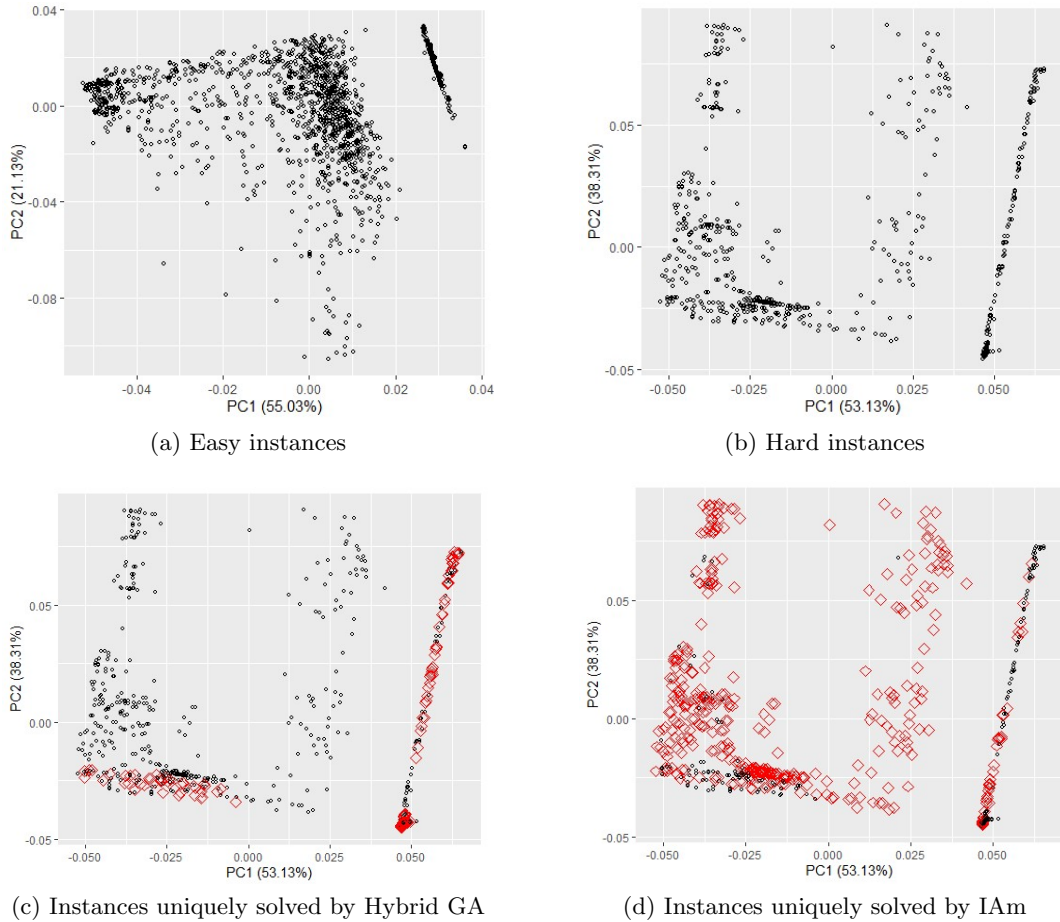 0.04
0.00
-0.04
-0.08
PC2 (21.13%)
-0.04
-0.02
0.00
0.02
0.04
PC1 (55.03%)
(a) Easy instances
0.05
0.00
-0.05
PC2 (38.31%)
-0.050
-0.025
0.000
0.025
0.050
PC1 (53.13%)
(b) Hard instances
0.05
0.00
-0.05
PC2 (38.31%)
-0.050
-0.025
0.000
0.025
0.050
PC1 (53.13%)
(c) Instances uniquely solved by Hybrid GA
0.05
0.00
-0.05
PC2 (38.31%)
-0.050
-0.025
0.000
0.025
0.050
PC1 (53.13%)
(d) Instances uniquely solved by IAm